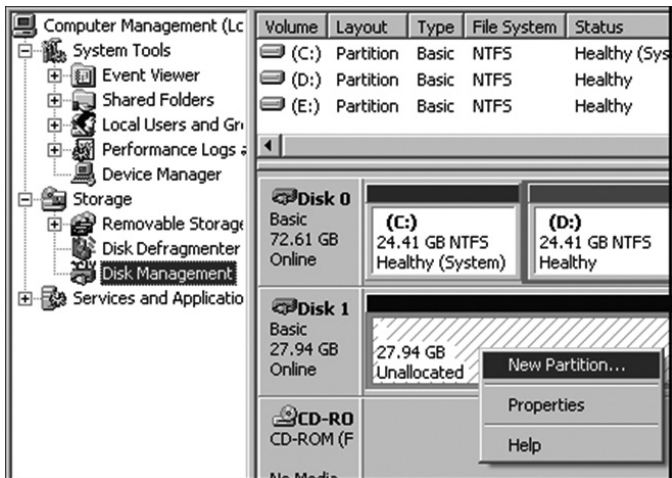 Computer Management (Lc
System Tools
Event Viewer
Shared Folders
Local Users and Gr
Performance Logs a
Device Manager
Storage
Removable Storage
Disk Defragmenter
Disk Management
Services and Applicatio
Volume Layout Type File System Status
(C:) Partition Basic NTFS Healthy (Sys
(D:) Partition Basic NTFS Healthy
(E:) Partition Basic NTFS Healthy
Disk 0
Basic
72.61 GB
Online
(C:)
24.41 GB NTFS
Healthy (System)
(D:)
24.41 GB NTFS
Healthy
Disk 1
Basic
27.94 GB
Online
27.94 GB
Unallocated
New Partition...
Properties
Help
CD-RO
CD-ROM (F
No Media